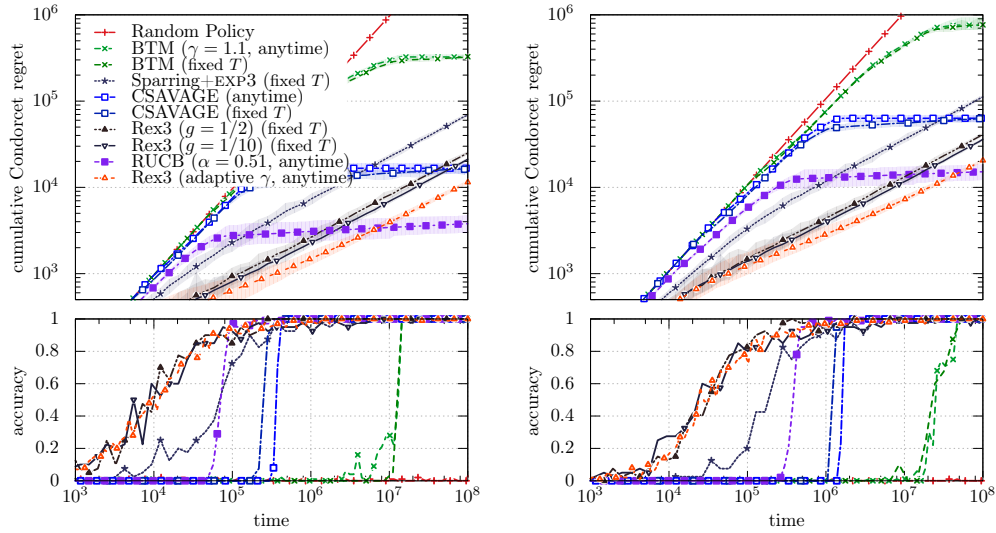 cumulative Condorcet regret
10^6
10^5
10^4
10^3
Random Policy
BTM (γ = 1.1, anytime)
BTM (fixed T)
Sparring+EXP3 (fixed T)
CSAVAGE (anytime)
CSAVAGE (fixed T)
Rex3 (g = 1/2) (fixed T)
Rex3 (g = 1/10) (fixed T)
RUCB (α = 0.51, anytime)
Rex3 (adaptive γ, anytime)
accuracy
1
0.8
0.6
0.4
0.2
0
10^3 10^4 10^5 10^6 10^7 10^8
time
cumulative Condorcet regret
10^6
10^5
10^4
10^3
accuracy
1
0.8
0.6
0.4
0.2
0
10^3 10^4 10^5 10^6 10^7 10^8
time